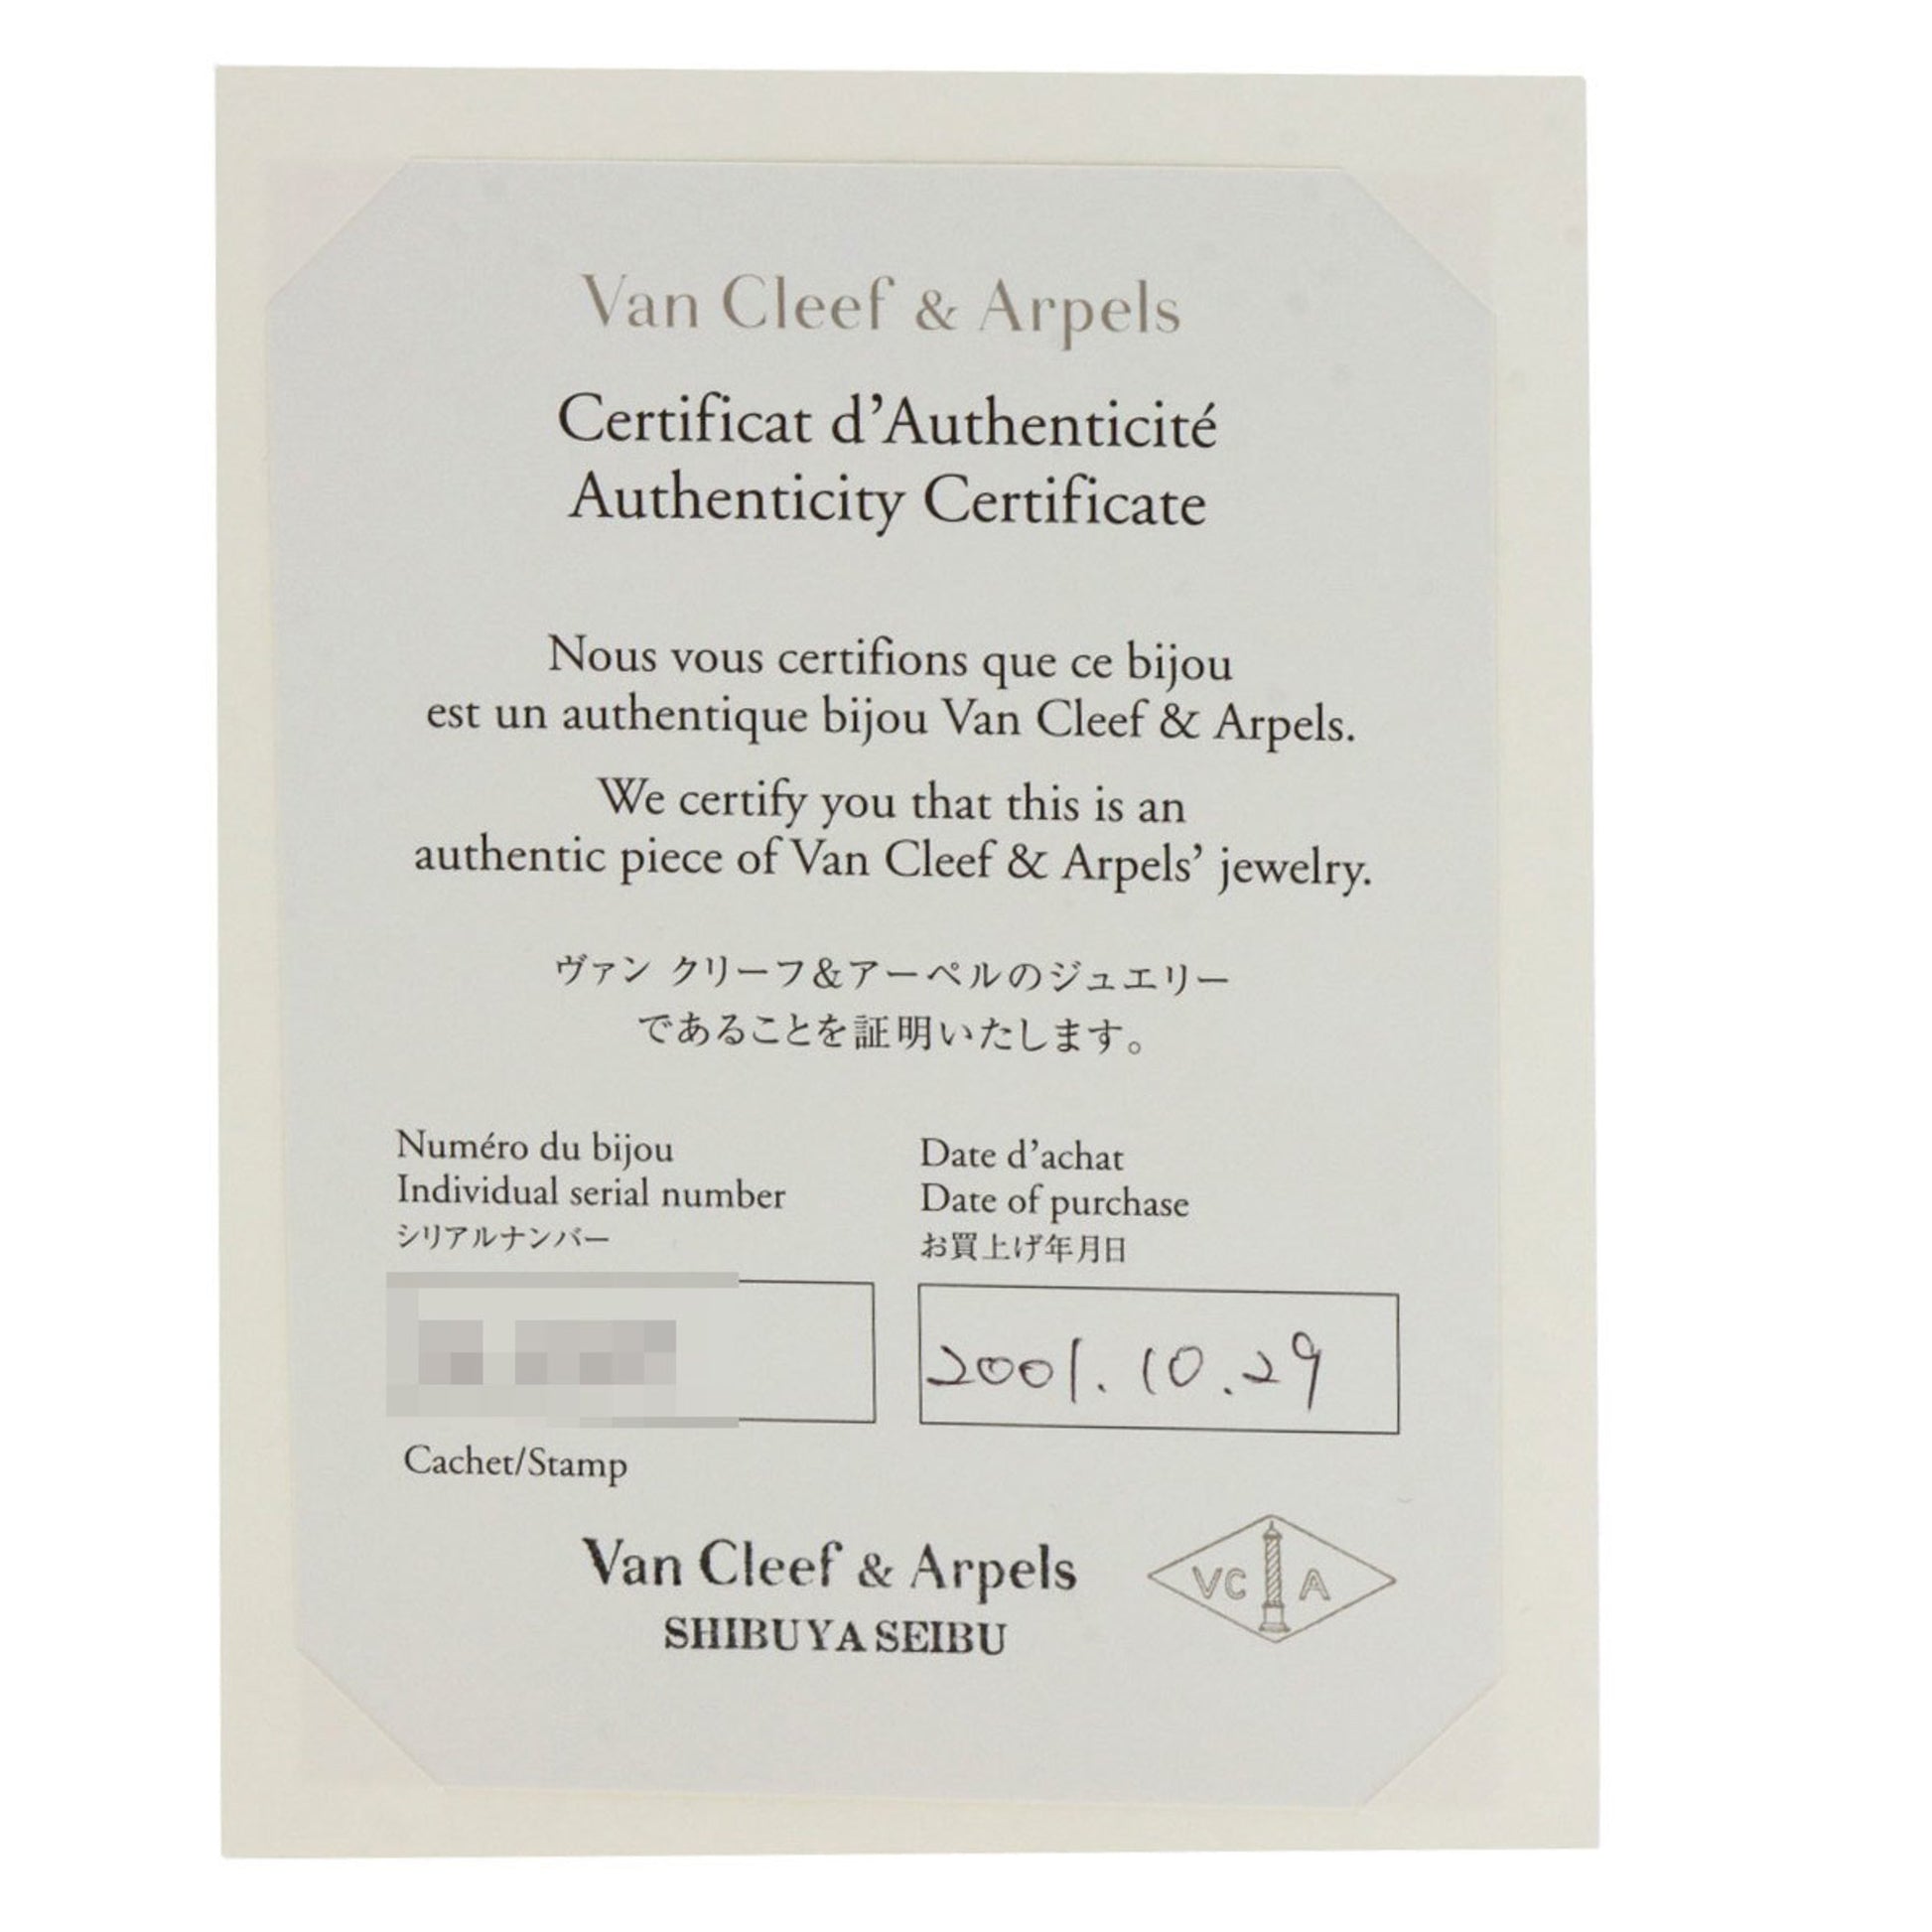 Van Cleef & Arpels
Certificat d'Authenticité
Authenticity Certificate
Nous vous certifions que ce bijou
est un authentique bijou Van Cleef & Arpels.
We certify you that this is an
authentic piece of Van Cleef & Arpels' jewelry.
ヴァン クリーフ&アーペルのジュエリー
であることを証明いたします。
Numéro du bijou
Individual serial number
シリアルナンバー
Date d'achat
Date of purchase
お買上げ年月日
2001.10.29
Cachet/Stamp
Van Cleef & Arpels
SHIBUYA SEIBU
VC A